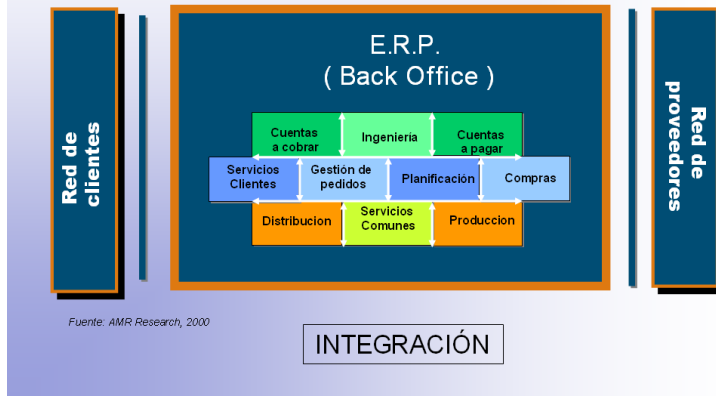 E.R.P.
( Back Office )
Red de
clientes
Cuentas
a cobrar
Ingeniería
Cuentas
a pagar
Servicios
Clientes
Gestión de
pedidos
Planificación
Compras
Distribucion
Servicios
Comunes
Produccion
Red de
proveedores
Fuente: AMR Research, 2000
INTEGRACIÓN